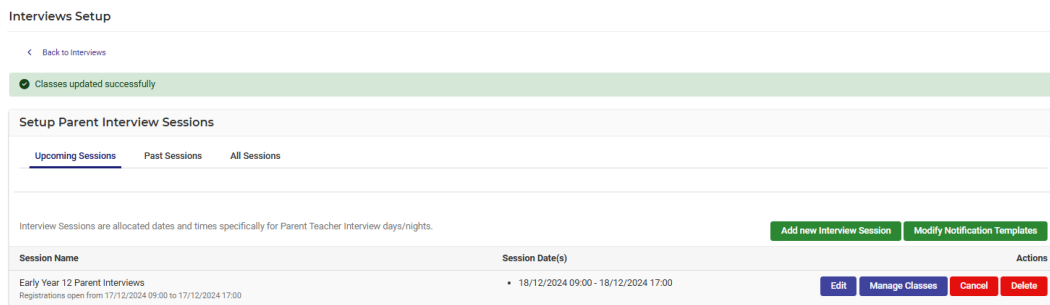 Interviews Setup
Back to Interviews
Classes updated successfully
Setup Parent Interview Sessions
Upcoming Sessions Past Sessions All Sessions
Interview Sessions are allocated dates and times specifically for Parent Teacher Interview days/nights.
Add new Interview Session Modify Notification Templates
Session Name Session Date(s) Actions
Early Year 12 Parent Interviews • 18/12/2024 09:00 - 18/12/2024 17:00 Edit Manage Classes Cancel Delete
Registrations open from 17/12/2024 09:00 to 17/12/2024 17:00